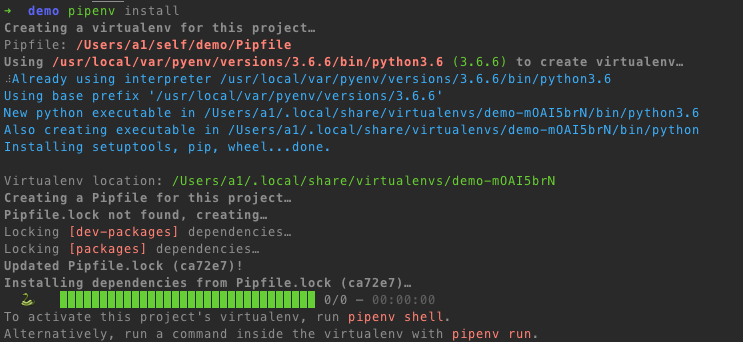 ➜ demo pipenv install
Creating a virtualenv for this project…
Pipfile: /Users/a1/self/demo/Pipfile
Using /usr/local/var/pyenv/versions/3.6.6/bin/python3.6 (3.6.6) to create virtualenv…
⠼Already using interpreter /usr/local/var/pyenv/versions/3.6.6/bin/python3.6
Using base prefix '/usr/local/var/pyenv/versions/3.6.6'
New python executable in /Users/a1/.local/share/virtualenvs/demo-mOAI5brN/bin/python3.6
Also creating executable in /Users/a1/.local/share/virtualenvs/demo-mOAI5brN/bin/python
Installing setuptools, pip, wheel...done.
Virtualenv location: /Users/a1/.local/share/virtualenvs/demo-mOAI5brN
Creating a Pipfile for this project…
Pipfile.lock not found, creating…
Locking [dev-packages] dependencies…
Locking [packages] dependencies…
Updated Pipfile.lock (ca72e7)!
Installing dependencies from Pipfile.lock (ca72e7)…
🐍 ▉▉▉▉▉▉▉▉▉▉▉▉▉▉▉▉▉▉▉▉▉▉▉▉▉▉▉▉▉▉▉▉ 0/0 — 00:00:00
To activate this project's virtualenv, run pipenv shell.
Alternatively, run a command inside the virtualenv with pipenv run.